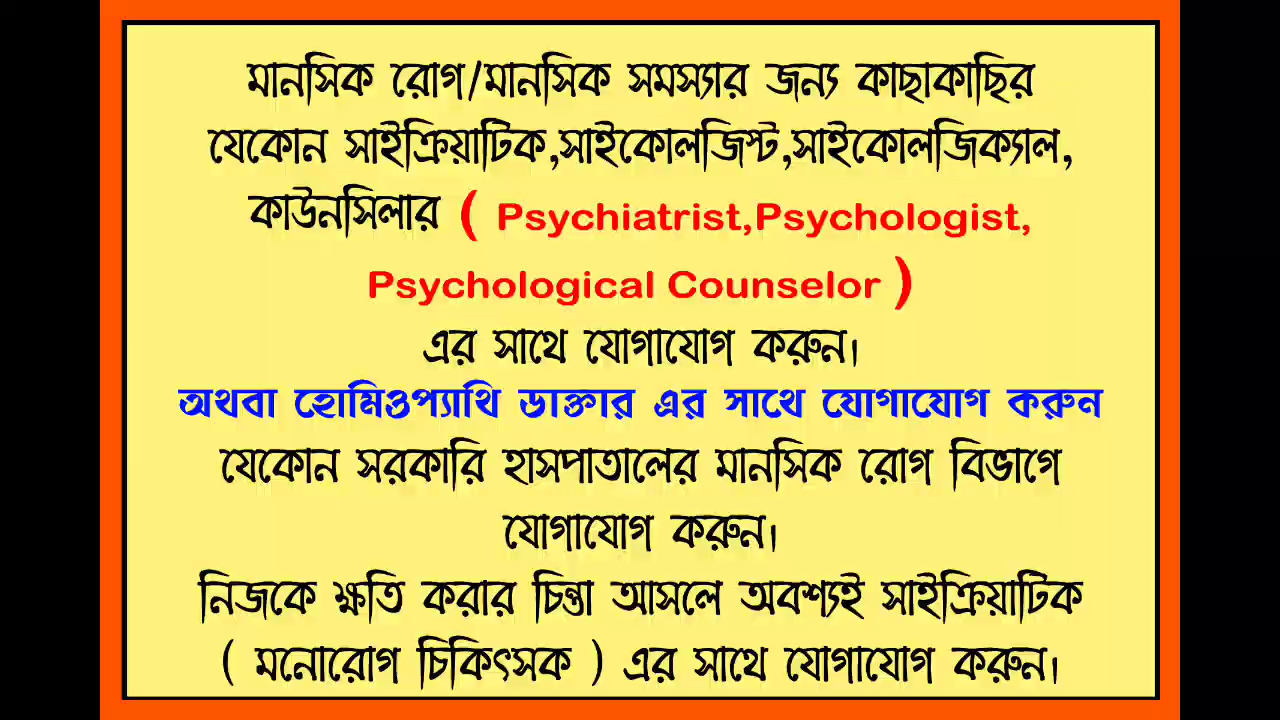 মানসিক রোগ/মানসিক সমস্যার জন্য কাছাকাছির
যেকোন সাইক্রিয়াটিক,সাইকোলজিস্ট,সাইকোলজিক্যাল,
কাউনসিলার ( Psychiatrist,Psychologist,
Psychological Counselor )
এর সাথে যোগাযোগ করুন।
অথবা হোমিওপ্যাথি ডাক্তার এর সাথে যোগাযোগ করুন
যেকোন সরকারি হাসপাতালের মানসিক রোগ বিভাগে
যোগাযোগ করুন।
নিজকে ক্ষতি করার চিন্তা আসলে অবশ্যই সাইক্রিয়াটিক
( মনোরোগ চিকিৎসক ) এর সাথে যোগাযোগ করুন।